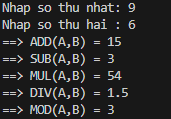 Nhap so thu nhat: 9
Nhap so thu hai : 6
==> ADD(A,B) = 15
==> SUB(A,B) = 3
==> MUL(A,B) = 54
==> DIV(A,B) = 1.5
==> MOD(A,B) = 3